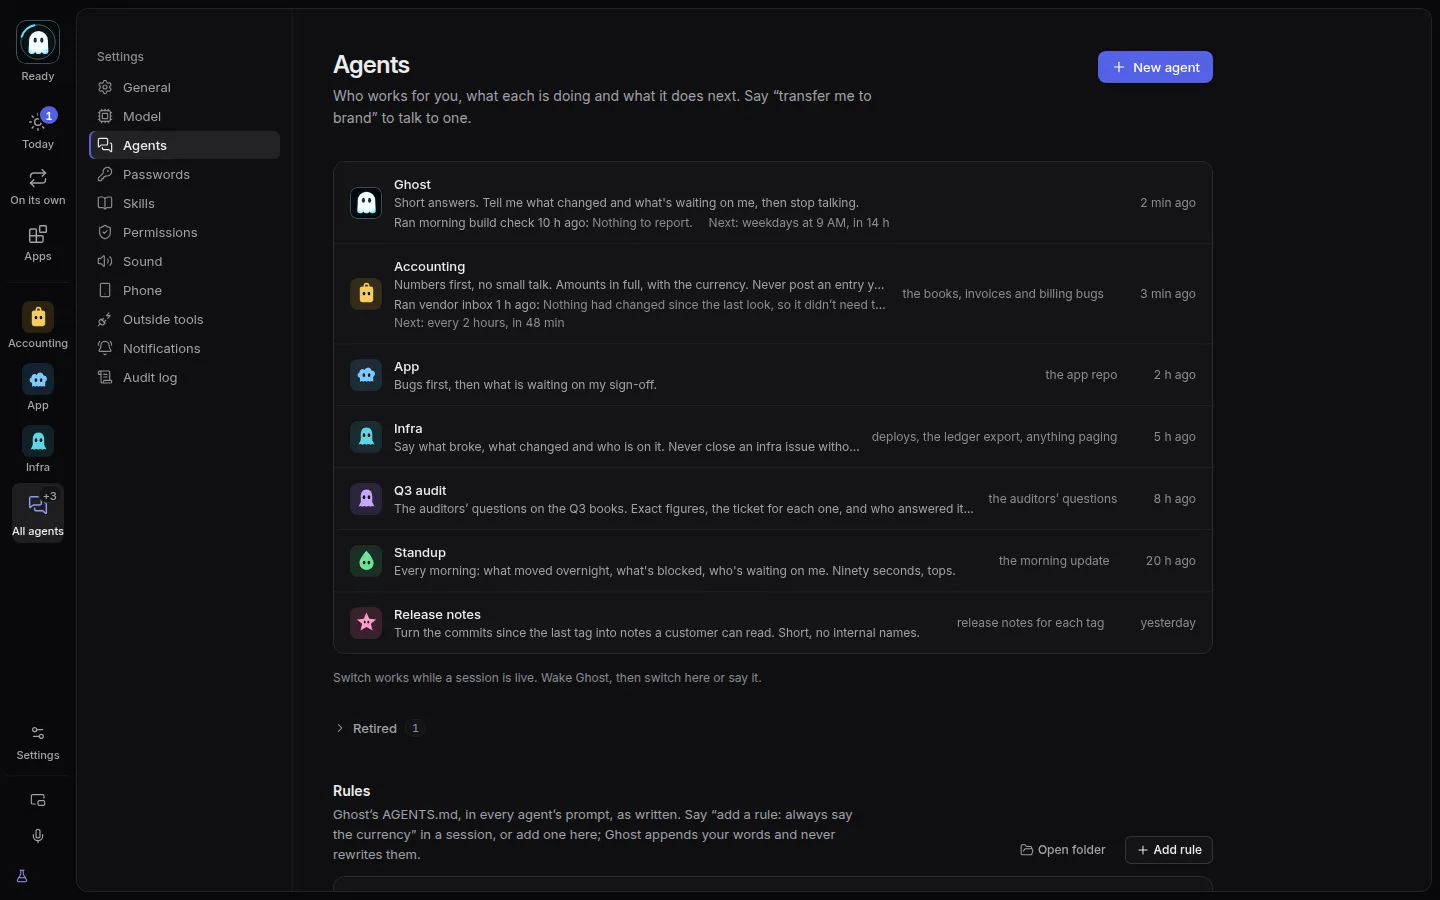 Ready
1
Today
On its own
Apps
Accounting
App
Infra
+3
All agents
Settings
Settings
General
Model
Agents
Passwords
Skills
Permissions
Sound
Phone
Outside tools
Notifications
Audit log
Agents
Who works for you, what each is doing and what it does next. Say “transfer me to
brand” to talk to one.
New agent
Ghost
Short answers. Tell me what changed and what's waiting on me, then stop talking.
Ran morning build check 10 h ago: Nothing to report. Next: weekdays at 9 AM, in 14 h
2 min ago
Accounting
Numbers first, no small talk. Amounts in full, with the currency. Never post an entry y…
Ran vendor inbox 1 h ago: Nothing had changed since the last look, so it didn’t need t…
Next: every 2 hours, in 48 min
the books, invoices and billing bugs
3 min ago
App
Bugs first, then what is waiting on my sign-off.
the app repo
2 h ago
Infra
Say what broke, what changed and who is on it. Never close an infra issue witho…
deploys, the ledger export, anything paging
5 h ago
Q3 audit
The auditors’ questions on the Q3 books. Exact figures, the ticket for each one, and who answered it…
the auditors’ questions
8 h ago
Standup
Every morning: what moved overnight, what's blocked, who's waiting on me. Ninety seconds, tops.
the morning update
20 h ago
Release notes
Turn the commits since the last tag into notes a customer can read. Short, no internal names.
release notes for each tag
yesterday
Switch works while a session is live. Wake Ghost, then switch here or say it.
Retired 1
Rules
Ghost’s AGENTS.md, in every agent’s prompt, as written. Say “add a rule: always say
the currency” in a session, or add one here; Ghost appends your words and never
rewrites them.
Open folder
Add rule